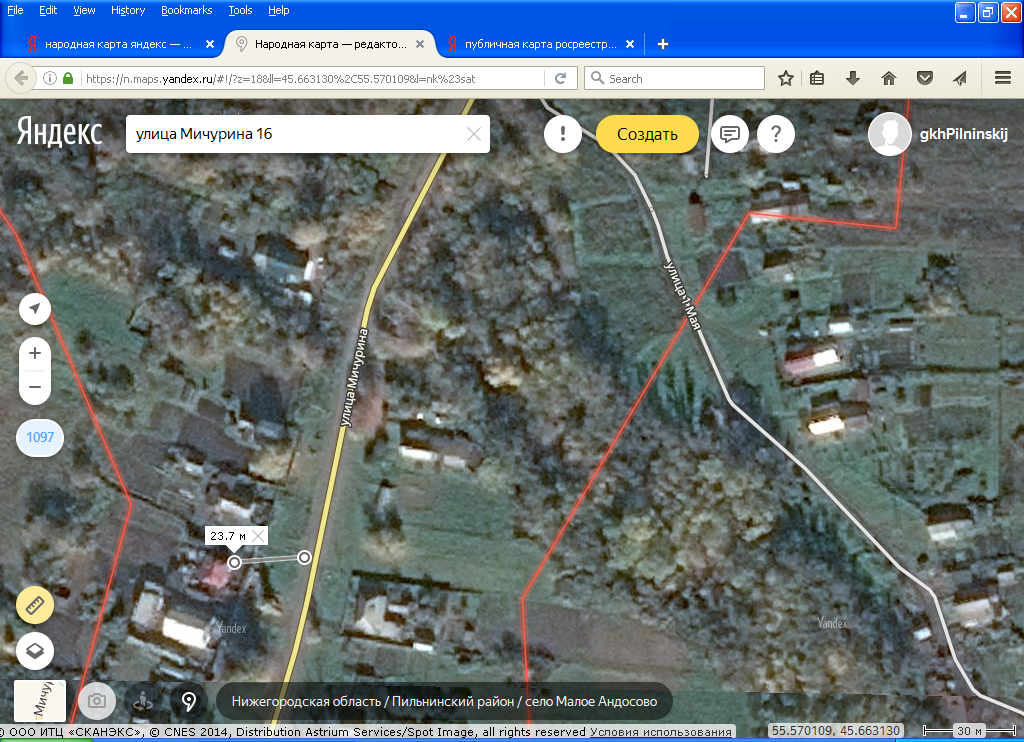 File Edit View History Bookmarks Tools Help
народная карта яндекс — ...
Народная карта — редакто...
публичная карта росреестр...
https://n.maps.yandex.ru/#!/?z=18&ll=45.663130%2C55.570109&l=nk%23sat
Search
Яндекс
улица Мичурина 16
!
Создать
?
gkhPilninskij
улица 1 Мая
+
улица Мичурина
−
1097
23.7 м
Yandex
Yandex
Мичу
Нижегородская область / Пильнинский район / село Малое Андосово
© ООО ИТЦ «СКАНЭКС», © CNES 2014, Distribution Astrium Services/Spot Image, all rights reserved Условия использования
55.570109, 45.663130
30 м